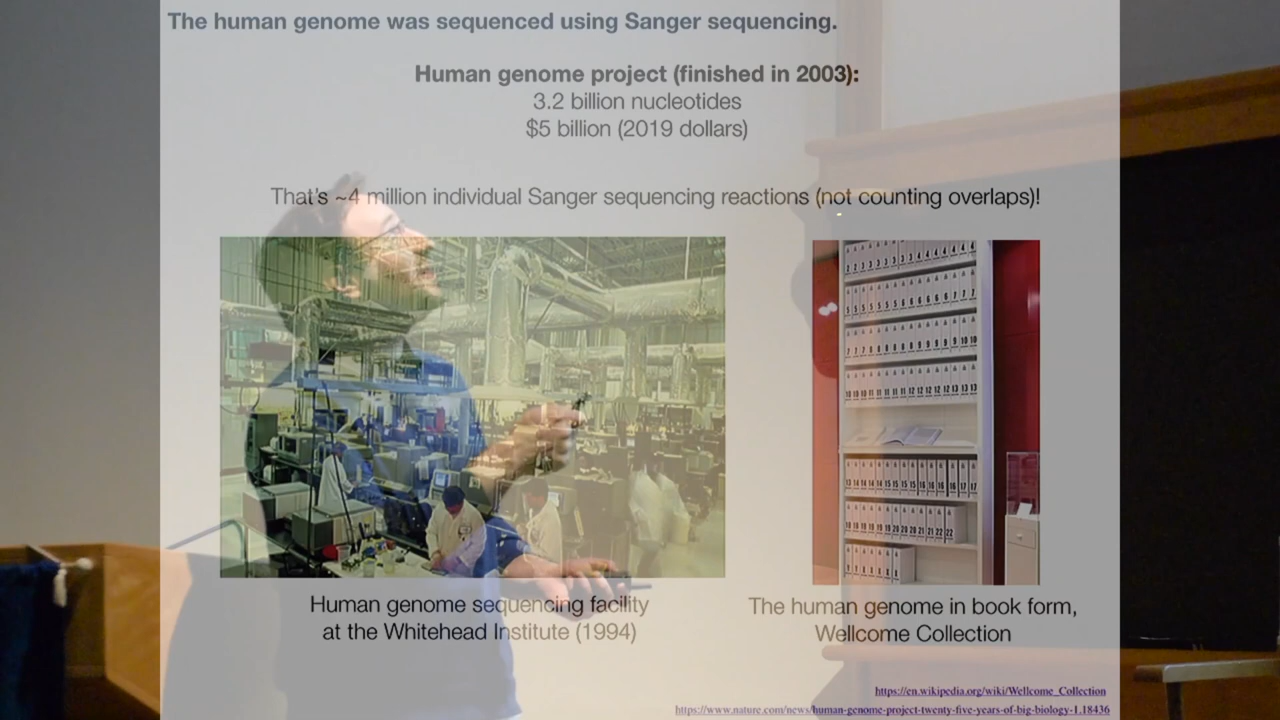 The human genome was sequenced using Sanger sequencing.
Human genome project (finished in 2003):
3.2 billion nucleotides
$5 billion (2019 dollars)
That's ~4 million individual Sanger sequencing reactions (not counting overlaps)!
Human genome sequencing facility
at the Whitehead Institute (1994)
The human genome in book form,
Wellcome Collection
https://en.wikipedia.org/wiki/Wellcome_Collection
https://www.nature.com/news/human-genome-project-twenty-five-years-of-big-biology-1.18436